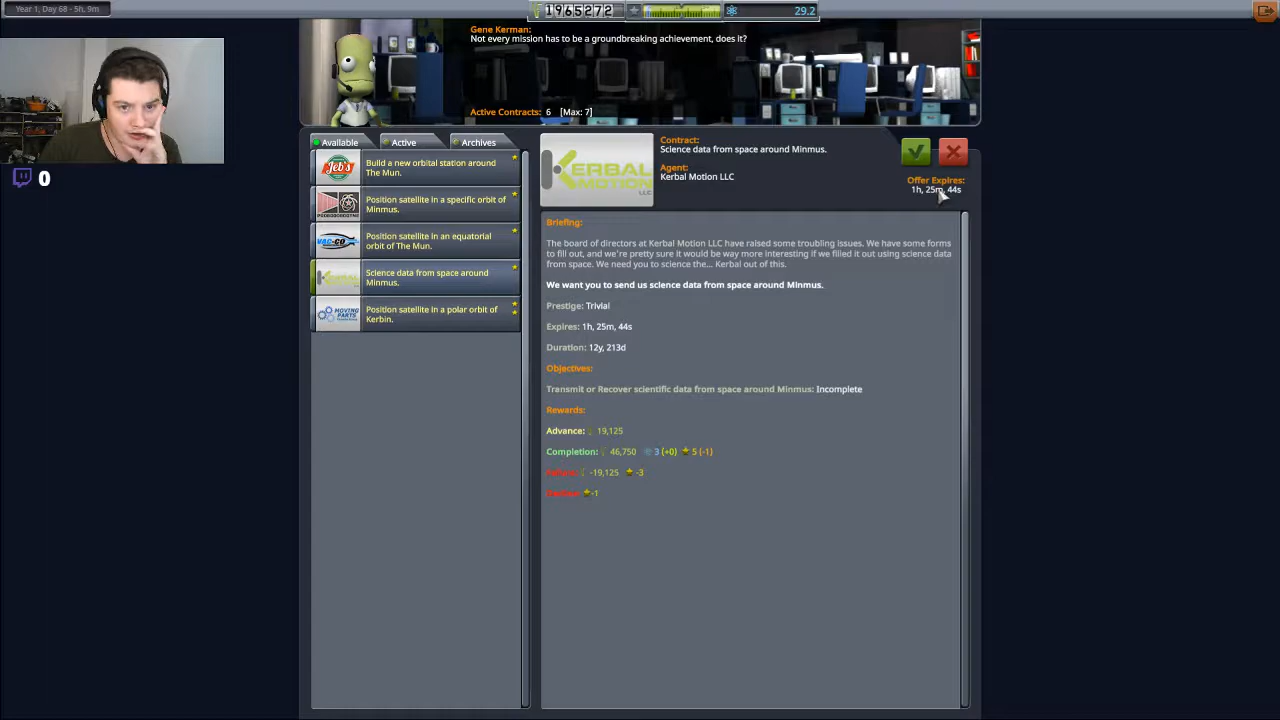 Year 1, Day 68 - 5h, 9m
1965272
29.2
Gene Kerman:
Not every mission has to be a groundbreaking achievement, does it?
Active Contracts: 6 [Max: 7]
0
Available
Active
Archives
Jeb's
Build a new orbital station around
The Mun.
Position satellite in a specific orbit of
Minmus.
VAC-CO
Position satellite in an equatorial
orbit of The Mun.
KERBAL
Science data from space around
Minmus.
MOVING
PARTS
Position satellite in a polar orbit of
Kerbin.
KERBAL
MOTION
LLC
Contract:
Science data from space around Minmus.
Agent:
Kerbal Motion LLC
Offer Expires:
1h, 25m, 44s
Briefing:
The board of directors at Kerbal Motion LLC have raised some troubling issues. We have some forms
to fill out, and we're pretty sure it would be way more interesting if we filled it out using science data
from space. We need you to science the... Kerbal out of this.
We want you to send us science data from space around Minmus.
Prestige: Trivial
Expires: 1h, 25m, 44s
Duration: 12y, 213d
Objectives:
Transmit or Recover scientific data from space around Minmus: Incomplete
Rewards:
Advance: 19,125
Completion: 46,750 3 (+0) 5 (-1)
-19,125 -3
-1